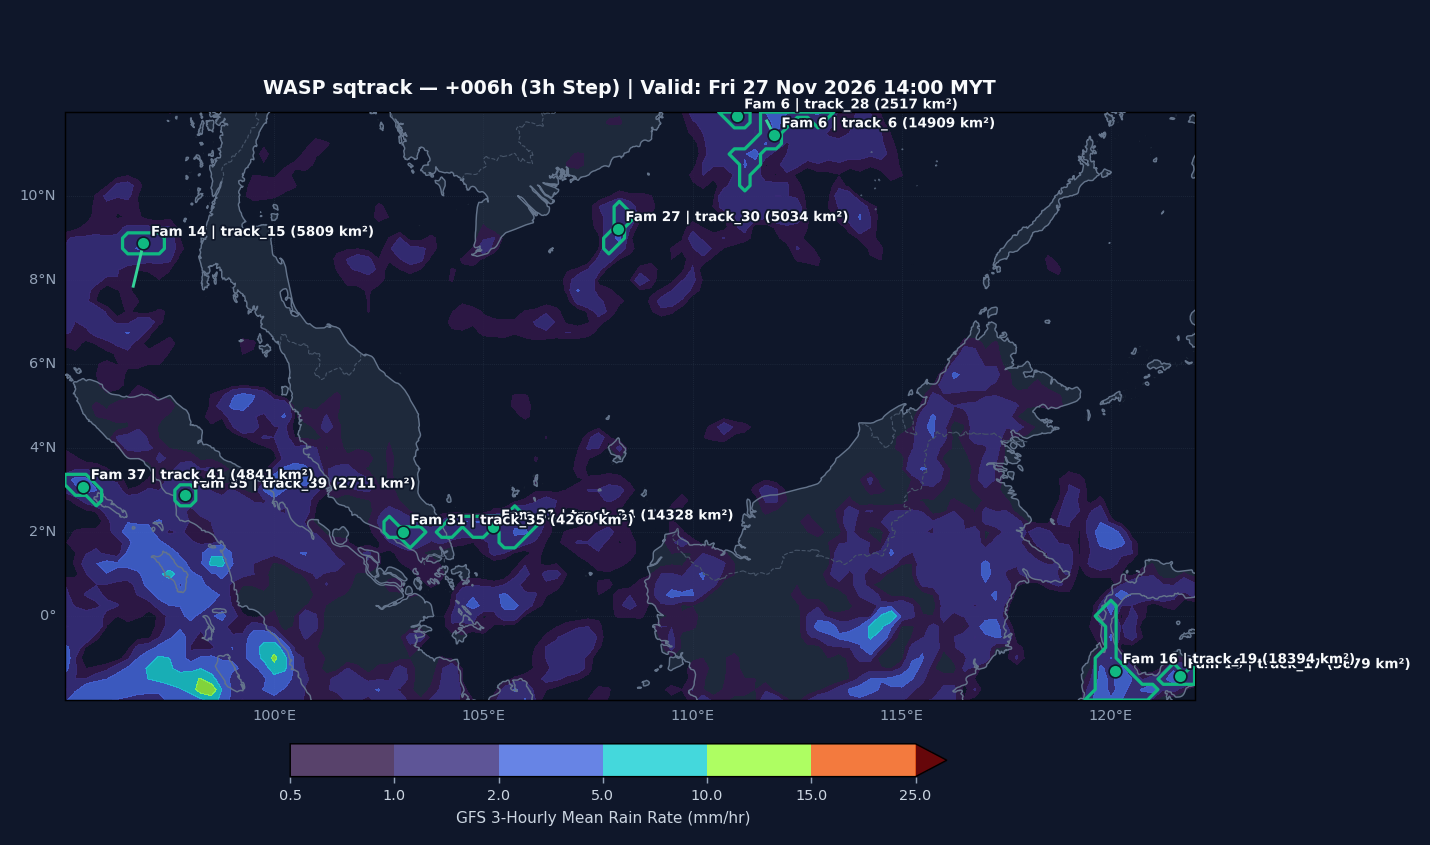 WASP sqtrack — +006h (3h Step) | Valid: Fri 27 Nov 2026 14:00 MYT
Fam 6 | track_28 (2517 km²)
Fam 6 | track_6 (14909 km²)
10°N
Fam 27 | track_30 (5034 km²)
Fam 14 | track_15 (5809 km²)
8°N
6°N
4°N
Fam 37 | track_41 (4841 km²)
Fam 35 | track_39 (2711 km²)
(14328 km²)
Fam 31 | track_35 (4260 km²)
2°N
0°
Fam 16 | track_19 (18394 km²)
km²)
100°E
105°E
110°E
115°E
120°E
0.5
1.0
2.0
5.0
10.0
15.0
25.0
GFS 3-Hourly Mean Rain Rate (mm/hr)